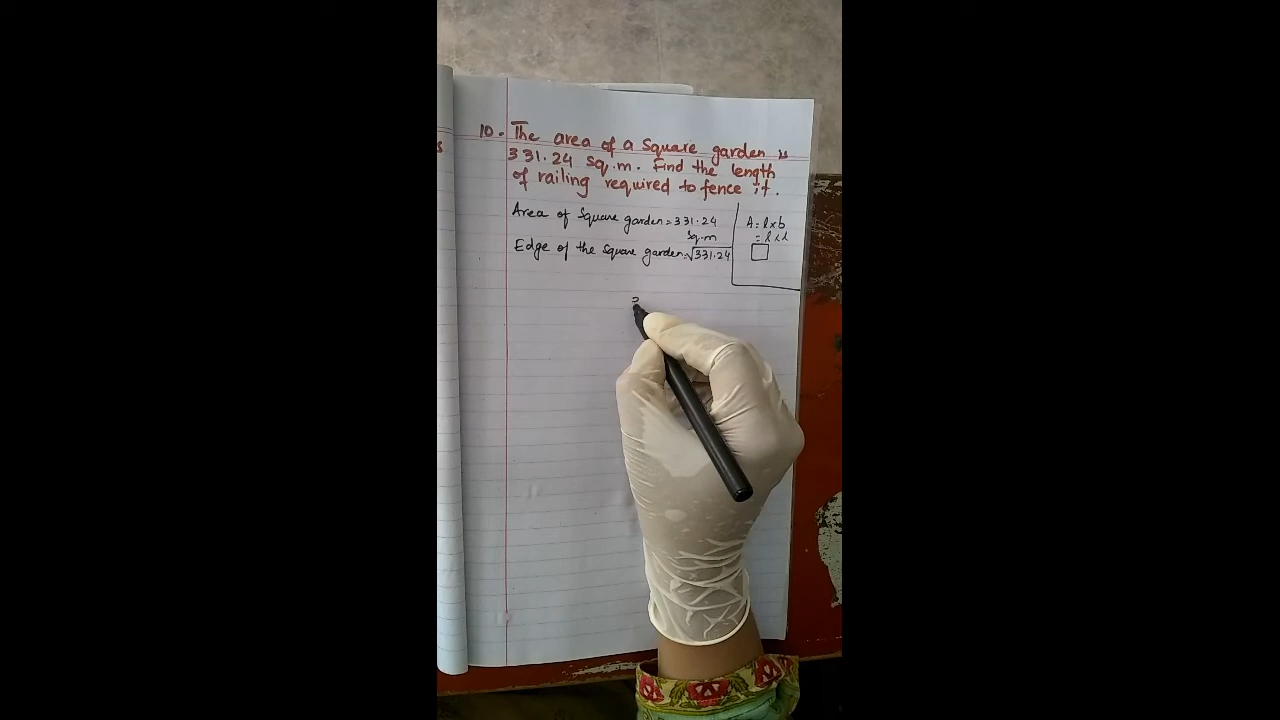 10. The area of a square garden is
331.24 sq.m. Find the length
of railing required to fence it.
Area of square garden = 331.24
sq.m
Edge of the square garden = √331.24
=
A = l x b
= l x l